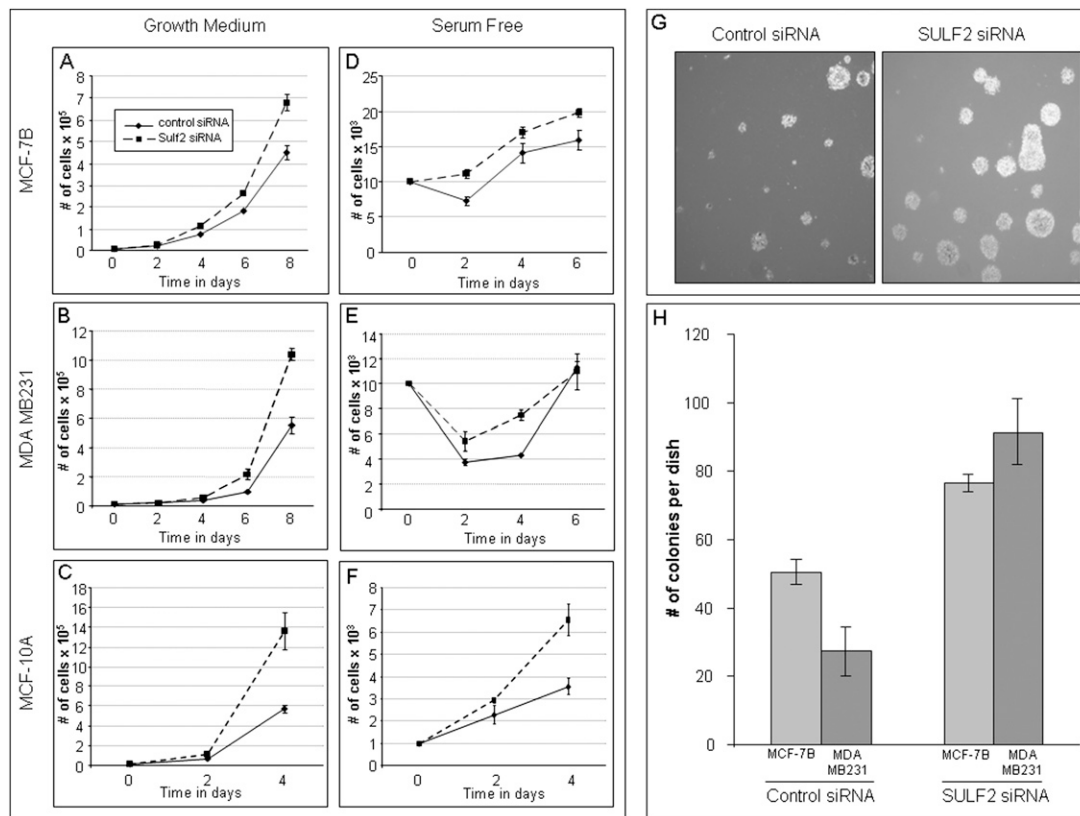 Growth Medium
Serum Free
MCF-7B
MDA MB231
MCF-10A
A
# of cells x 10⁵
8
7
6
5
4
3
2
1
0
control siRNA
Sulf2 siRNA
0 2 4 6 8
Time in days
D
# of cells x 10³
25
20
15
10
5
0
0 2 4 6
Time in days
B
# of cells x 10⁵
12
10
8
6
4
2
0
0 2 4 6 8
Time in days
E
# of cells x 10³
14
12
10
8
6
4
2
0
0 2 4 6
Time in days
C
# of cells x 10⁵
18
16
14
12
10
8
6
4
2
0
0 2 4
Time in days
F
# of cells x 10³
8
7
6
5
4
3
2
1
0 2 4
Time in days
G
Control siRNA
SULF2 siRNA
H
# of colonies per dish
120
100
80
60
40
20
0
MCF-7B MDA MB231 MCF-7B MDA MB231
Control siRNA
SULF2 siRNA